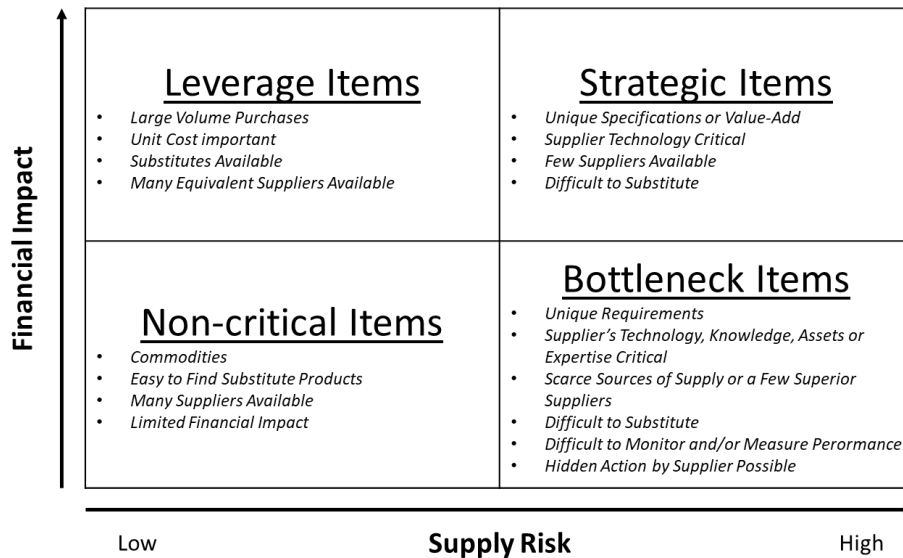 Financial Impact
Leverage Items
• Large Volume Purchases
• Unit Cost important
• Substitutes Available
• Many Equivalent Suppliers Available
Strategic Items
• Unique Specifications or Value-Add
• Supplier Technology Critical
• Few Suppliers Available
• Difficult to Substitute
Non-critical Items
• Commodities
• Easy to Find Substitute Products
• Many Suppliers Available
• Limited Financial Impact
Bottleneck Items
• Unique Requirements
• Supplier's Technology, Knowledge, Assets or
Expertise Critical
• Scarce Sources of Supply or a Few Superior
Suppliers
• Difficult to Substitute
• Difficult to Monitor and/or Measure Perormance
• Hidden Action by Supplier Possible
Low
Supply Risk
High